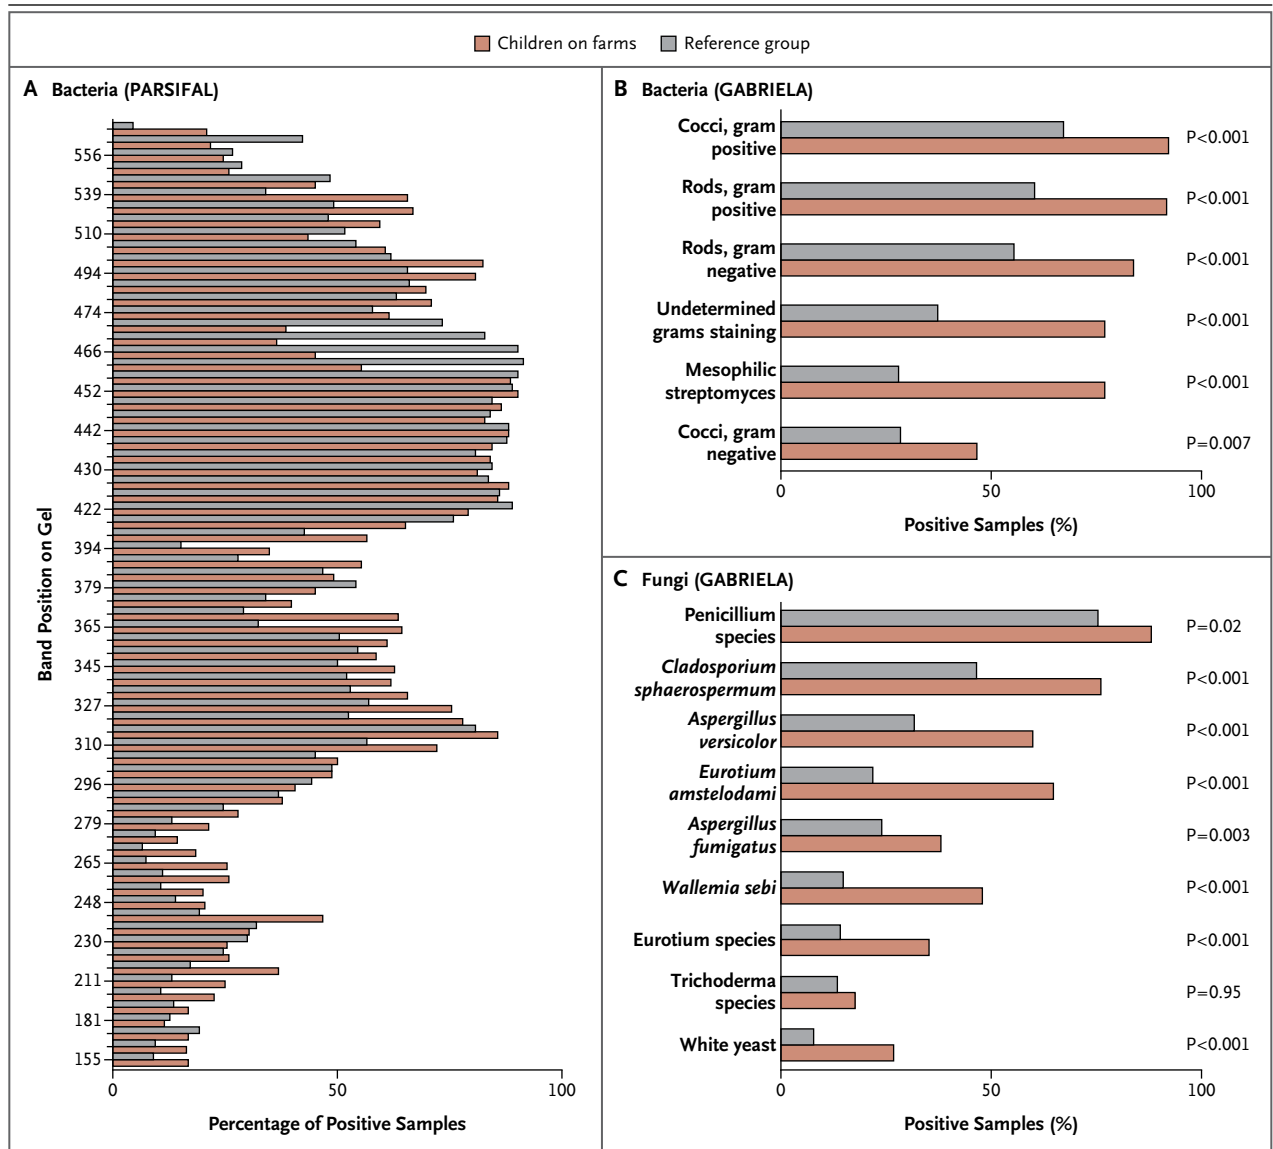 Children on farms Reference group
A Bacteria (PARSIFAL)
556
539
510
494
474
466
452
442
430
422
394
379
365
345
327
310
296
279
265
248
230
211
181
155
Band Position on Gel
0 50 100
Percentage of Positive Samples
B Bacteria (GABRIELA)
Cocci, gram
positive
P<0.001
Rods, gram
positive
P<0.001
Rods, gram
negative
P<0.001
Undetermined
grams staining
P<0.001
Mesophilic
streptomyces
P<0.001
Cocci, gram
negative
P=0.007
0 50 100
Positive Samples (%)
C Fungi (GABRIELA)
Penicillium
species
P=0.02
Cladosporium
sphaerospermum
P<0.001
Aspergillus
versicolor
P<0.001
Eurotium
amstelodami
P<0.001
Aspergillus
fumigatus
P=0.003
Wallemia sebi
P<0.001
Eurotium species
P<0.001
Trichoderma
species
P=0.95
White yeast
P<0.001
0 50 100
Positive Samples (%)